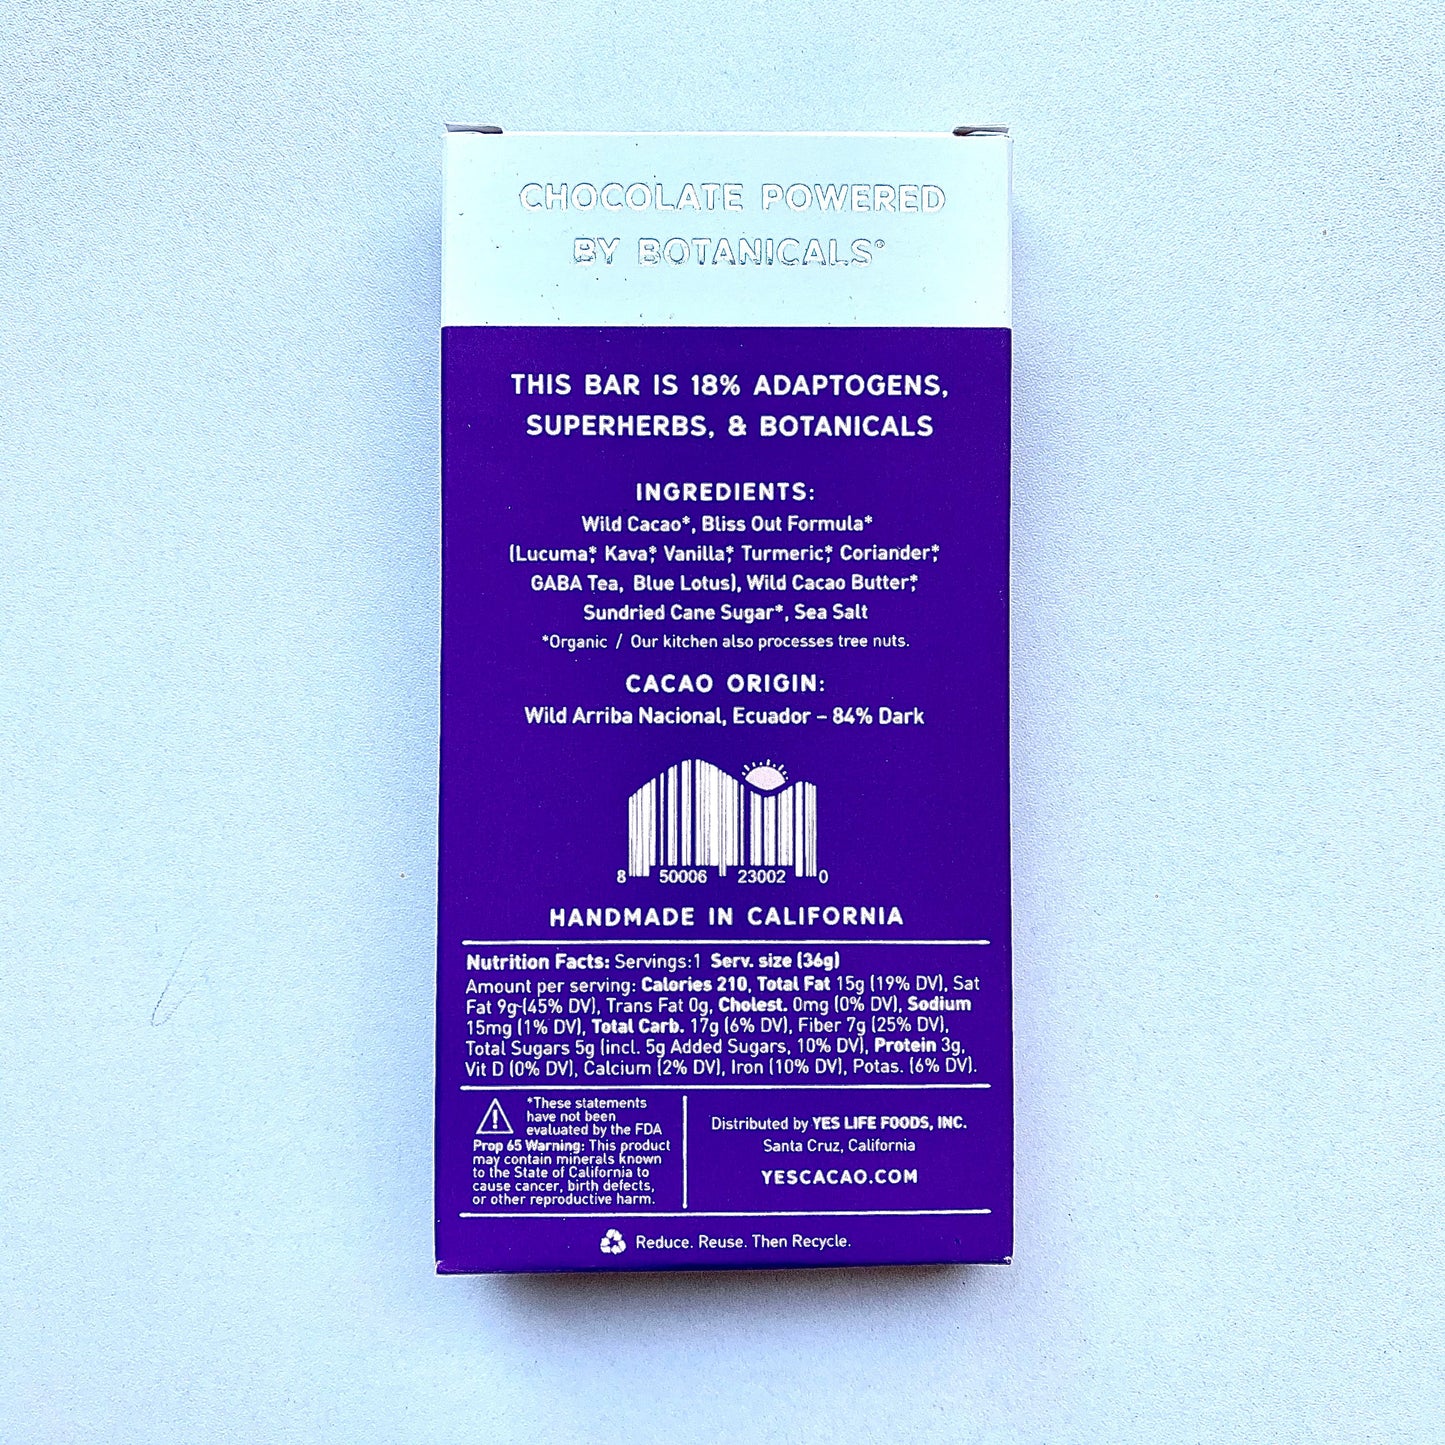 CHOCOLATE POWERED
BY BOTANICALS®
THIS BAR IS 18% ADAPTOGENS,
SUPERHERBS, & BOTANICALS
INGREDIENTS:
Wild Cacao*, Bliss Out Formula*
(Lucuma*, Kava*, Vanilla*, Turmeric*, Coriander*,
GABA Tea, Blue Lotus), Wild Cacao Butter*,
Sundried Cane Sugar*, Sea Salt
*Organic / Our kitchen also processes tree nuts.
CACAO ORIGIN:
Wild Arriba Nacional, Ecuador – 84% Dark
8 50006 23002 0
HANDMADE IN CALIFORNIA
Nutrition Facts: Servings:1 Serv. size (36g)
Amount per serving: Calories 210, Total Fat 15g (19% DV), Sat
Fat 9g (45% DV), Trans Fat 0g, Cholest. 0mg (0% DV), Sodium
15mg (1% DV), Total Carb. 17g (6% DV), Fiber 7g (25% DV),
Total Sugars 5g (incl. 5g Added Sugars, 10% DV), Protein 3g,
Vit D (0% DV), Calcium (2% DV), Iron (10% DV), Potas. (6% DV).
*These statements
have not been
evaluated by the FDA
Prop 65 Warning: This product
may contain minerals known
to the State of California to
cause cancer, birth defects,
or other reproductive harm.
Distributed by YES LIFE FOODS, INC.
Santa Cruz, California
YESCACAO.COM
Reduce. Reuse. Then Recycle.